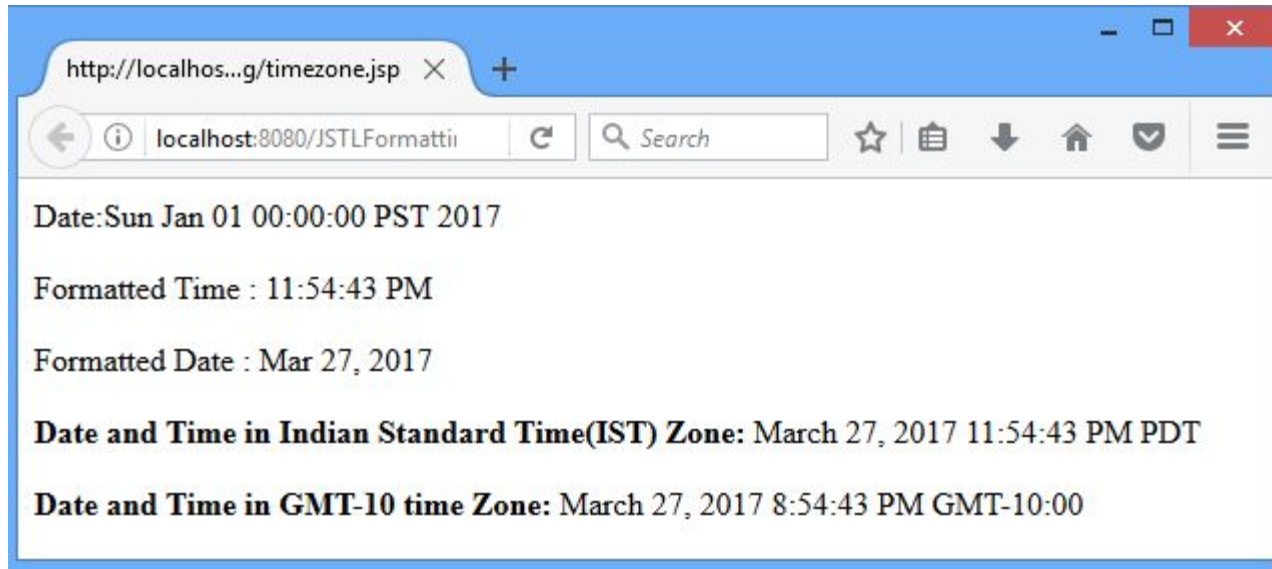 http://localhos...g/timezone.jsp
localhost:8080/JSTLFormattin
Search
Date:Sun Jan 01 00:00:00 PST 2017
Formatted Time : 11:54:43 PM
Formatted Date : Mar 27, 2017
Date and Time in Indian Standard Time(IST) Zone: March 27, 2017 11:54:43 PM PDT
Date and Time in GMT-10 time Zone: March 27, 2017 8:54:43 PM GMT-10:00